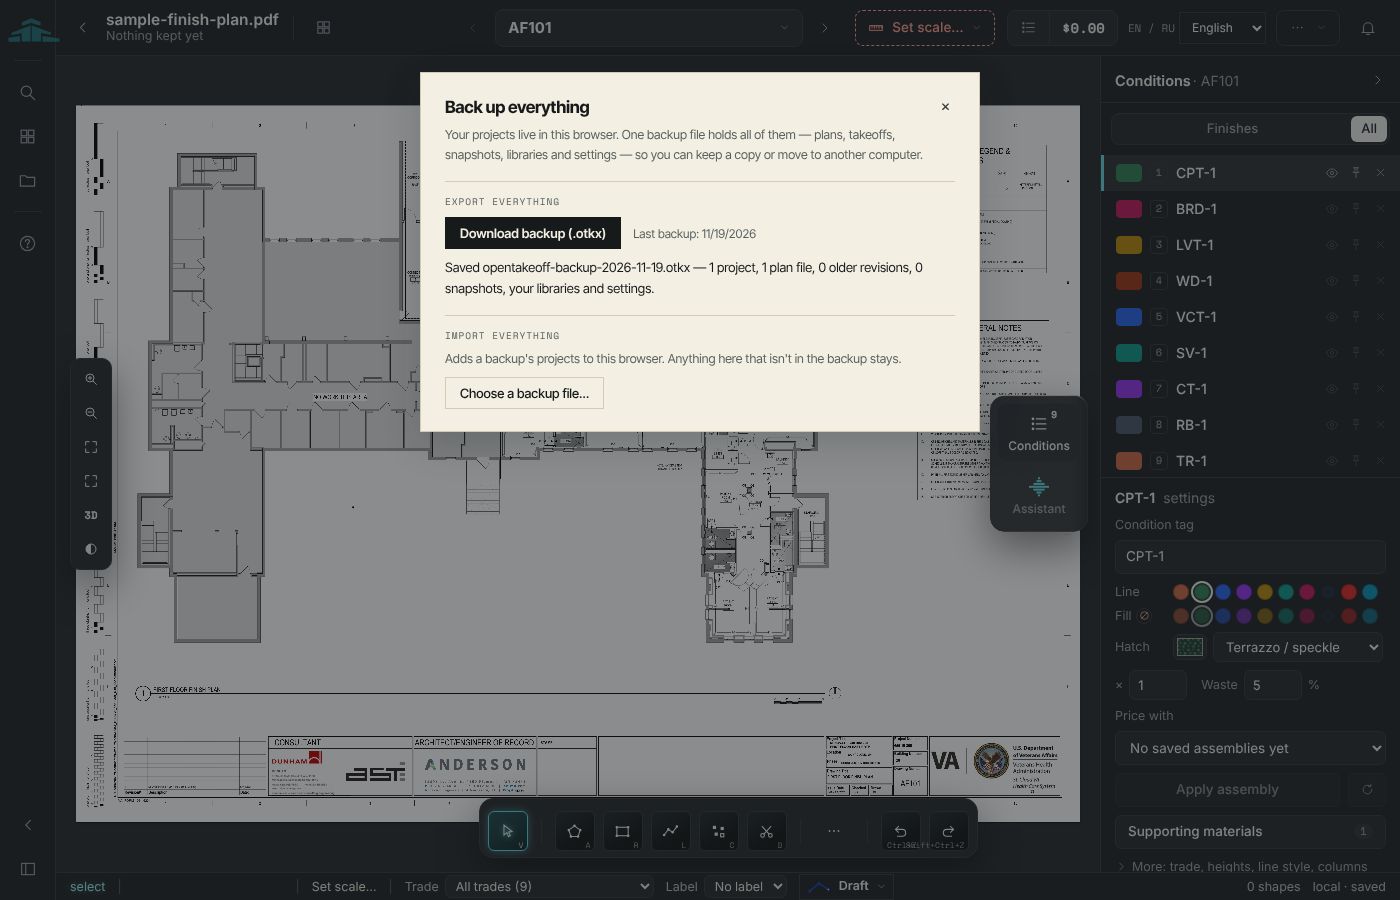 sample-finish-plan.pdf
Nothing kept yet
AF101
Set scale...
$0.00
EN / RU
English
Back up everything
Your projects live in this browser. One backup file holds all of them — plans, takeoffs,
snapshots, libraries and settings — so you can keep a copy or move to another computer.
EXPORT EVERYTHING
Download backup (.otkx)
Last backup: 11/19/2026
Saved opentakeoff-backup-2026-11-19.otkx — 1 project, 1 plan file, 0 older revisions, 0
snapshots, your libraries and settings.
IMPORT EVERYTHING
Adds a backup's projects to this browser. Anything here that isn't in the backup stays.
Choose a backup file...
Conditions · AF101
Finishes
All
1 CPT-1
2 BRD-1
3 LVT-1
4 WD-1
5 VCT-1
6 SV-1
7 CT-1
8 RB-1
9 TR-1
CPT-1 settings
Condition tag
CPT-1
Line
Fill
Hatch
Terrazzo / speckle
× 1 Waste 5 %
Price with
No saved assemblies yet
Apply assembly
Supporting materials 1
More: trade, heights, line style, columns
9
Conditions
Assistant
3D
FIRST FLOOR FINISH PLAN
CONSULTANT
DUNHAM
ARCHITECT/ENGINEER OF RECORD
ANDERSON
AF101
VA
U.S. Department
of Veterans Affairs
Veterans Health
Administration
V
A
R
L
C
D
select
Set scale...
Trade
All trades (9)
Label
No label
Draft
0 shapes
local · saved